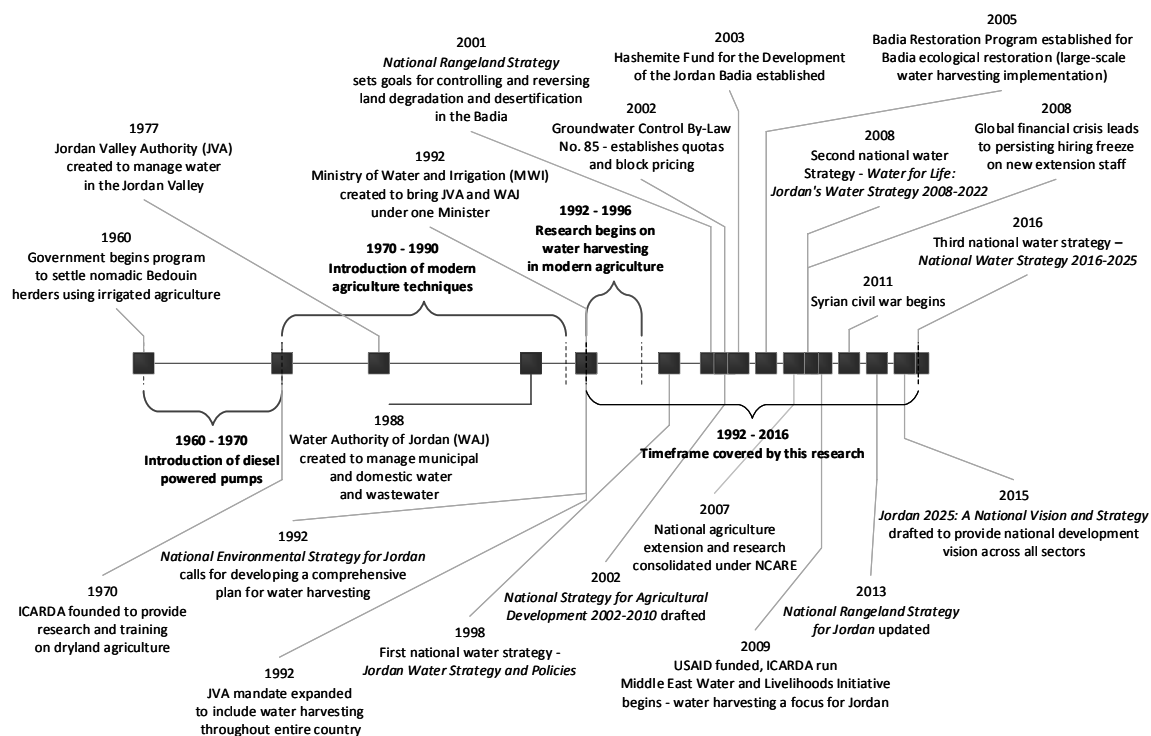 2005
Badia Restoration Program established for
Badia ecological restoration (large-scale
water harvesting implementation)
2003
Hashemite Fund for the Development
of the Jordan Badia established
2001
National Rangeland Strategy
sets goals for controlling and reversing
land degradation and desertification
in the Badia
2002
Groundwater Control By-Law
No. 85 - establishes quotas
and block pricing
2008
Global financial crisis leads
to persisting hiring freeze
on new extension staff
1977
Jordan Valley Authority (JVA)
created to manage water
in the Jordan Valley
2008
Second national water
Strategy - Water for Life:
Jordan's Water Strategy 2008-2022
1992
Ministry of Water and Irrigation (MWI)
created to bring JVA and WAJ
under one Minister
1992 - 1996
Research begins on
water harvesting
in modern agriculture
2016
Third national water strategy –
National Water Strategy 2016-2025
1960
Government begins program
to settle nomadic Bedouin
herders using irrigated agriculture
1970 - 1990
Introduction of modern
agriculture techniques
2011
Syrian civil war begins
1960 - 1970
Introduction of diesel
powered pumps
1988
Water Authority of Jordan (WAJ)
created to manage municipal
and domestic water
and wastewater
1992 - 2016
Timeframe covered by this research
2015
Jordan 2025: A National Vision and Strategy
drafted to provide national development
vision across all sectors
2007
National agriculture
extension and research
consolidated under NCARE
1992
National Environmental Strategy for Jordan
calls for developing a comprehensive
plan for water harvesting
2002
National Strategy for Agricultural
Development 2002-2010 drafted
1970
ICARDA founded to provide
research and training
on dryland agriculture
2013
National Rangeland Strategy
for Jordan updated
1998
First national water strategy -
Jordan Water Strategy and Policies
2009
USAID funded, ICARDA run
Middle East Water and Livelihoods Initiative
begins - water harvesting a focus for Jordan
1992
JVA mandate expanded
to include water harvesting
throughout entire country